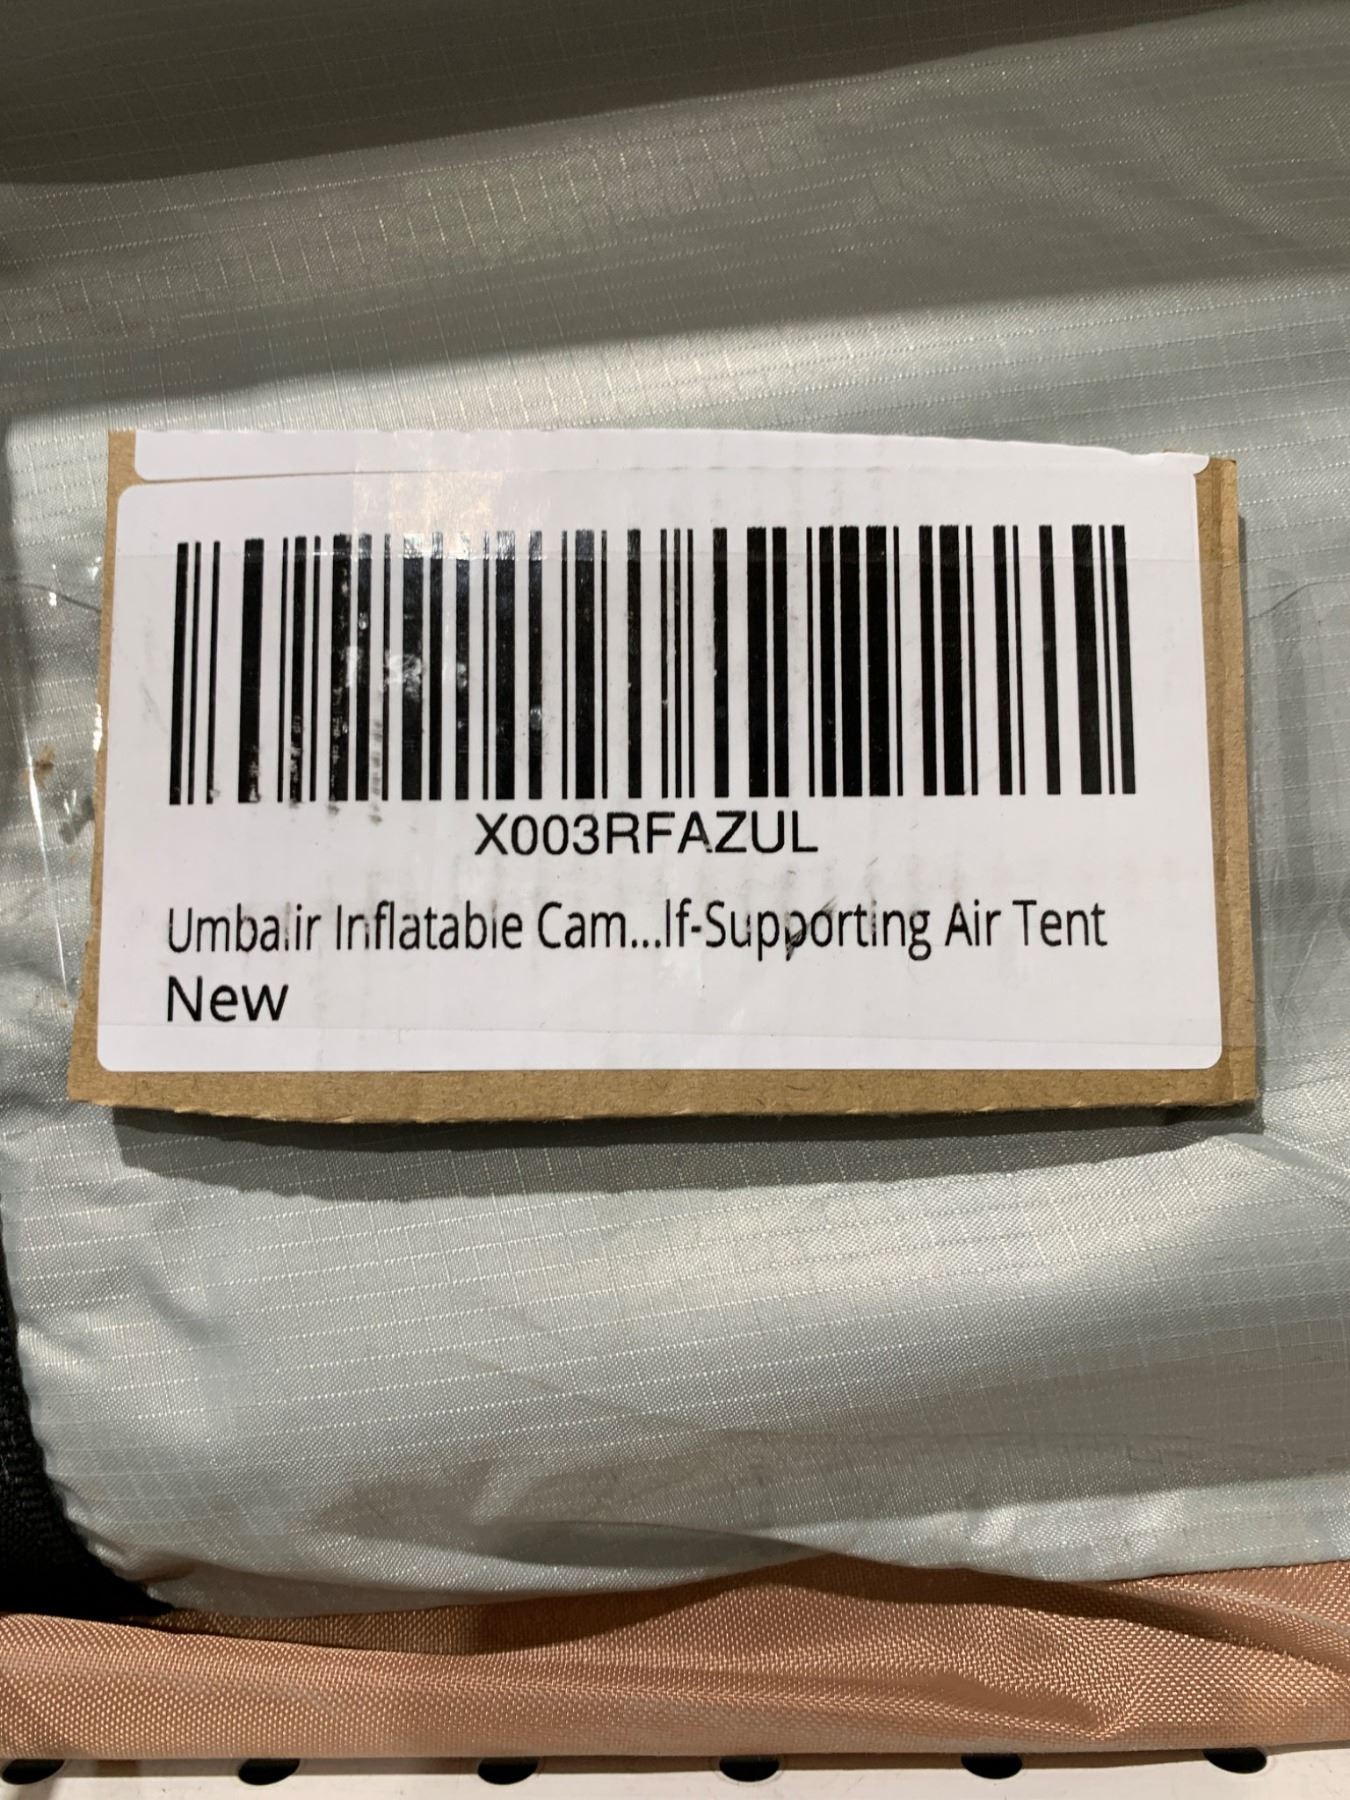 X003RFAZUL
Umbalir Inflatable Cam...lf-Supporting Air Tent
New